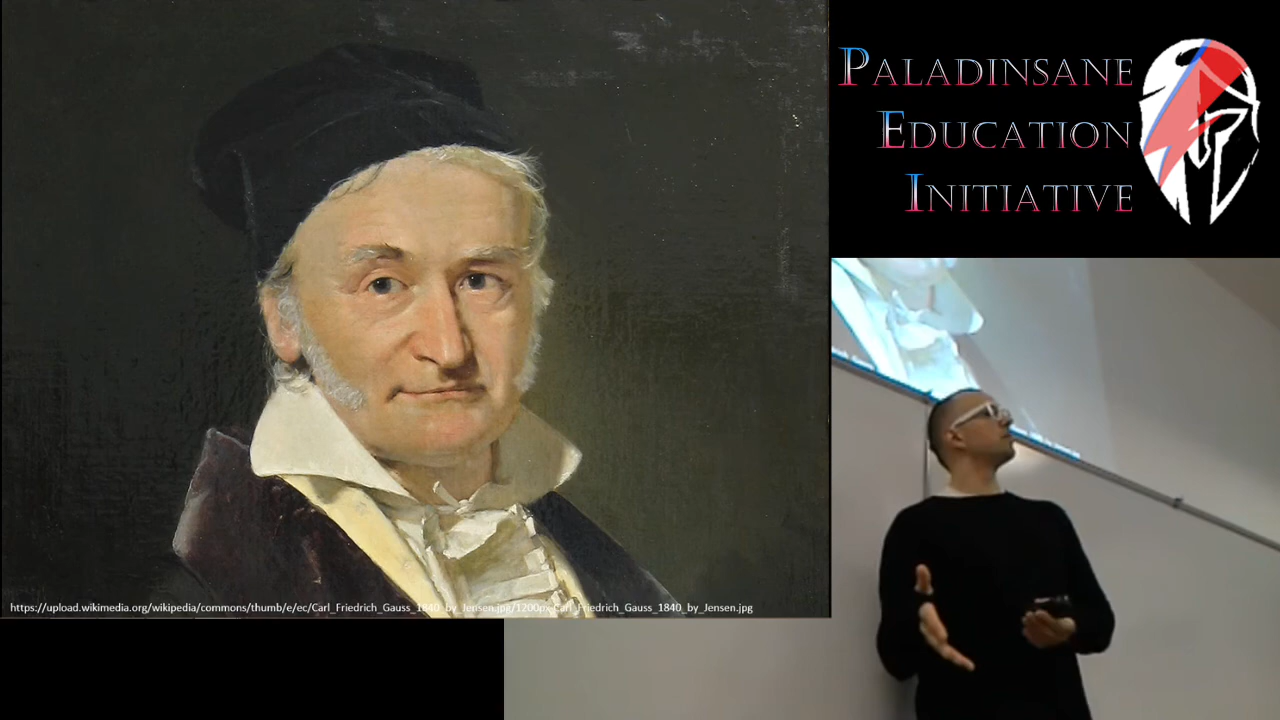 PALADINSANE
EDUCATION
INITIATIVE
https://upload.wikimedia.org/wikipedia/commons/thumb/e/ec/Carl_Friedrich_Gauss_1840_by_Jensen.jpg/1200px-Carl_Friedrich_Gauss_1840_by_Jensen.jpg